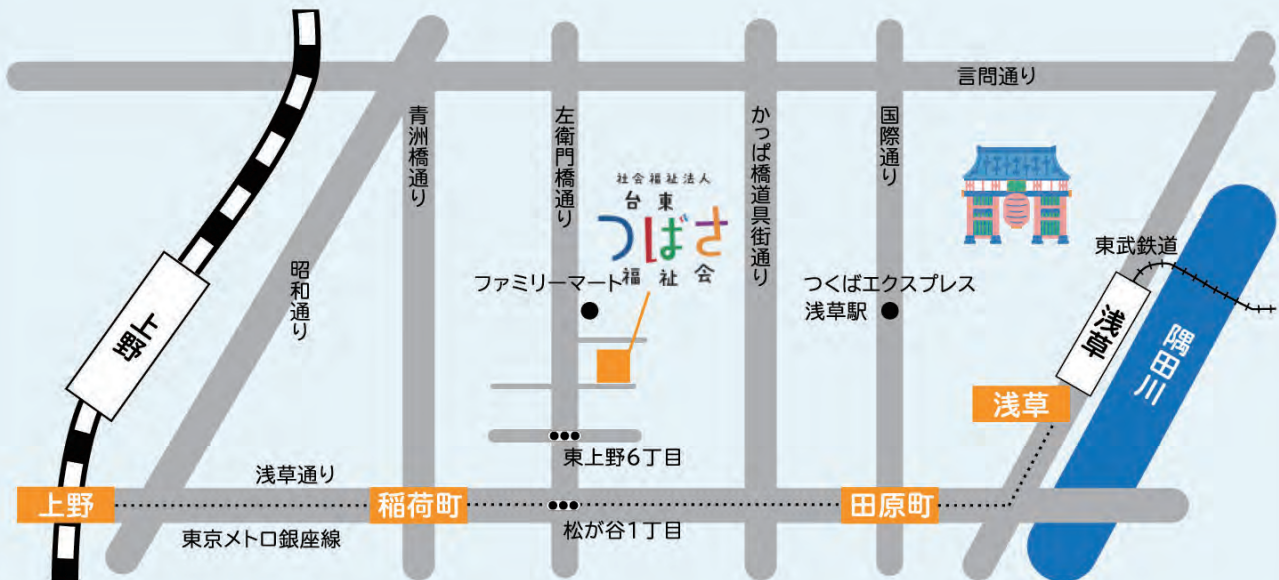 言問通り
青洲橋通り
左衛門橋通り
かっぱ橋道具街通り
国際通り
社会福祉法人
台東
つばさ
福祉会
東武鉄道
昭和通り
ファミリーマート
つくばエクスプレス
浅草駅
上野
浅草
隅田川
浅草
東上野6丁目
浅草通り
上野
稲荷町
田原町
東京メトロ銀座線
松が谷1丁目